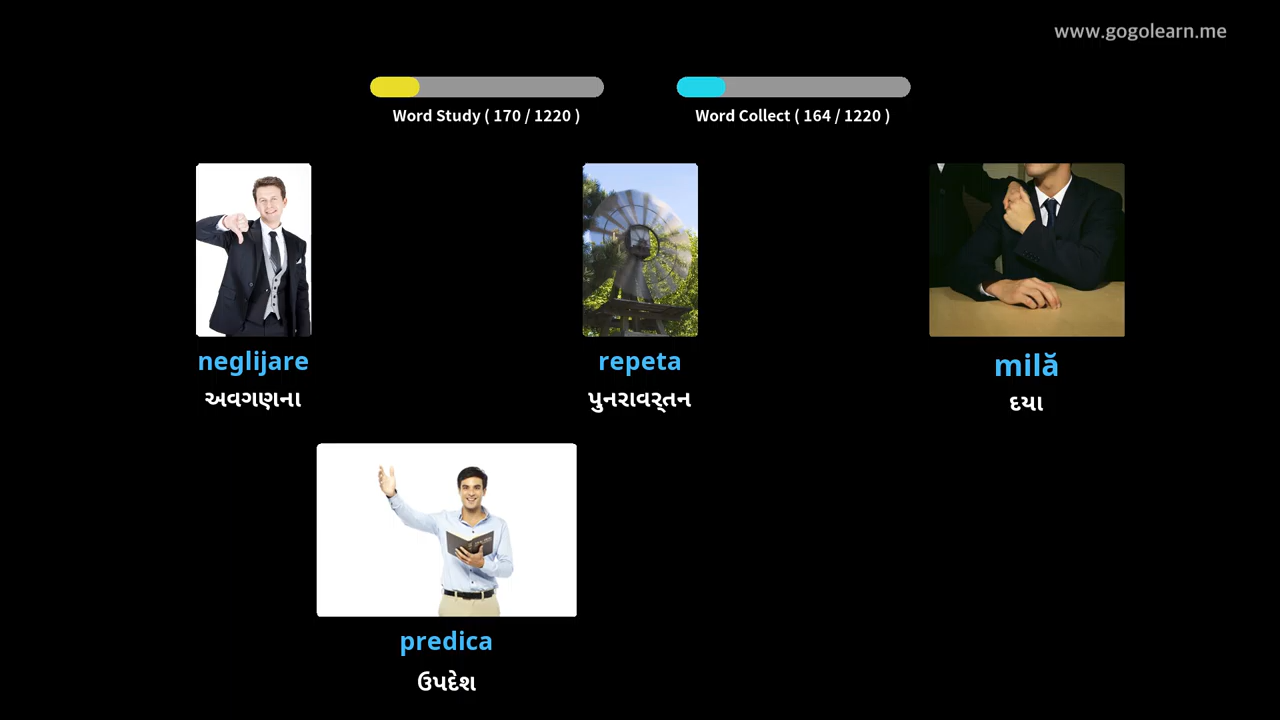 www.gogolearn.me
Word Study ( 170 / 1220 )
Word Collect ( 164 / 1220 )
neglijare
અવગણના
repeta
પુનરાવર્તન
milă
દયા
predica
ઉપદેશ